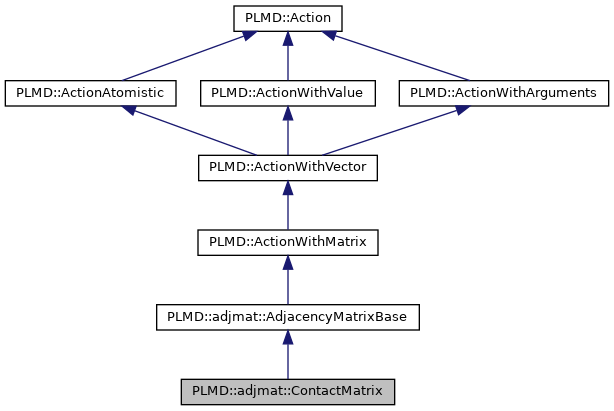 PLMD::Action
PLMD::ActionAtomistic
PLMD::ActionWithValue
PLMD::ActionWithArguments
PLMD::ActionWithVector
PLMD::ActionWithMatrix
PLMD::adjmat::AdjacencyMatrixBase
PLMD::adjmat::ContactMatrix